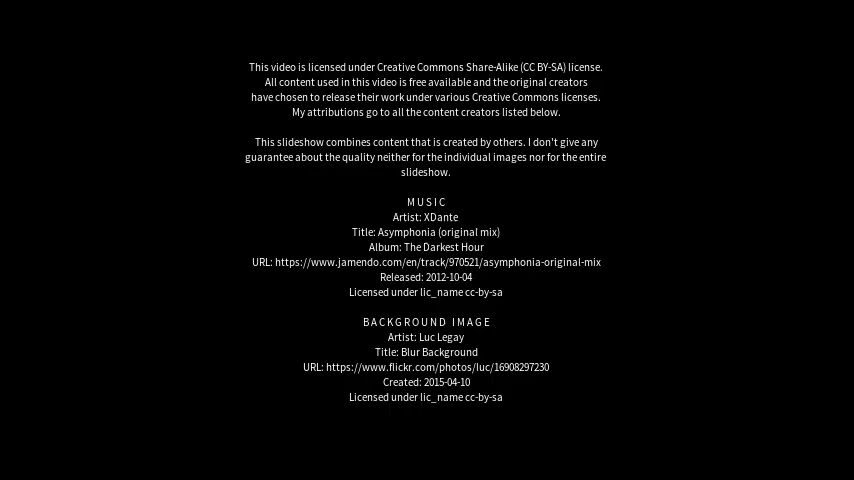 This video is licensed under Creative Commons Share-Alike (CC BY-SA) license.
All content used in this video is free available and the original creators
have chosen to release their work under various Creative Commons licenses.
My attributions go to all the content creators listed below.
This slideshow combines content that is created by others. I don't give any
guarantee about the quality neither for the individual images nor for the entire
slideshow.
MUSIC
Artist: XDante
Title: Asymphonia (original mix)
Album: The Darkest Hour
URL: https://www.jamendo.com/en/track/970521/asymphonia-original-mix
Released: 2012-10-04
Licensed under lic_name cc-by-sa
BACKGROUND IMAGE
Artist: Luc Legay
Title: Blur Background
URL: https://www.flickr.com/photos/luc/16908297230
Created: 2015-04-10
Licensed under lic_name cc-by-sa